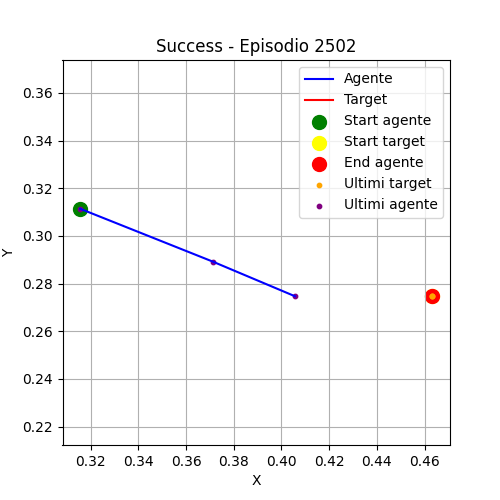 Success - Episodio 2502
Agente
Target
Start agente
Start target
End agente
Ultimi target
Ultimi agente
Y
0.36
0.34
0.32
0.30
0.28
0.26
0.24
0.22
0.32 0.34 0.36 0.38 0.40 0.42 0.44 0.46
X